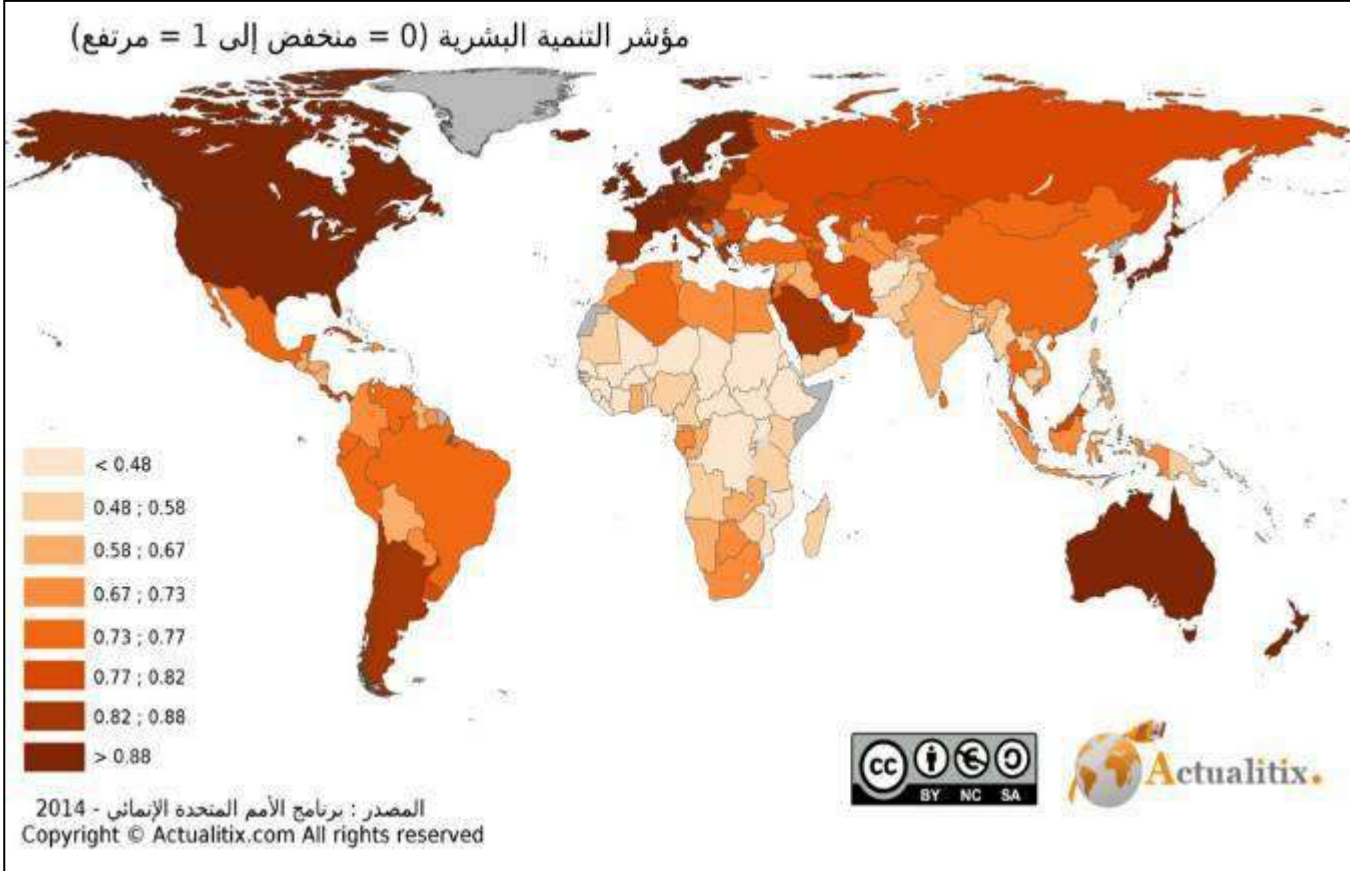 مؤشر التنمية البشرية (0 = منخفض إلى 1 = مرتفع)
< 0.48
0.48 ; 0.58
0.58 ; 0.67
0.67 ; 0.73
0.73 ; 0.77
0.77 ; 0.82
0.82 ; 0.88
> 0.88
cc
BY NC SA
Actualitix.
المصدر : برنامج الأمم المتحدة الإنمائي - 2014
Copyright © Actualitix.com All rights reserved